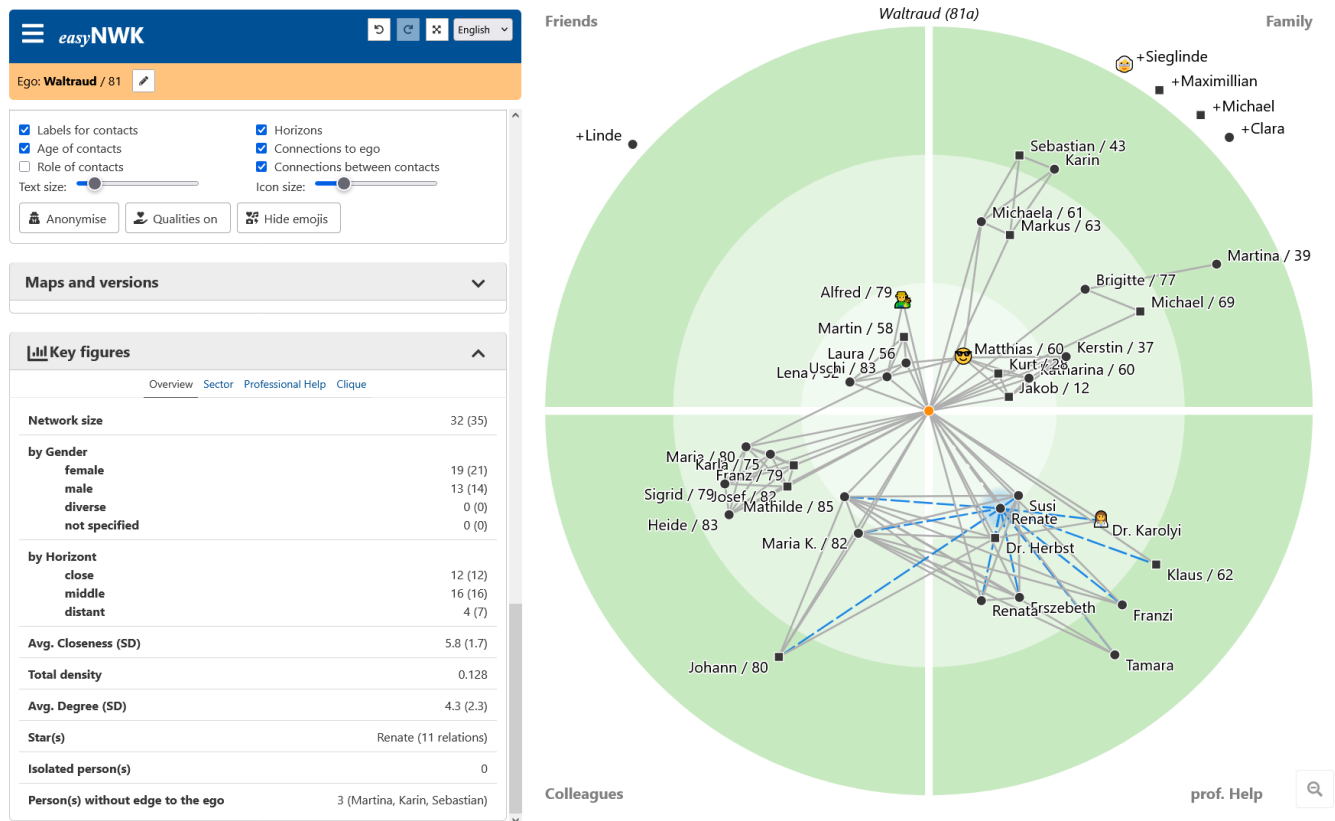 easyNWK
English
Ego: Waltraud / 81
Labels for contacts
Horizons
Age of contacts
Connections to ego
Role of contacts
Connections between contacts
Text size:
Icon size:
Anonymise
Qualities on
Hide emojis
Maps and versions
Key figures
Overview
Sector
Professional Help
Clique
Network size 32 (35)
by Gender
female 19 (21)
male 13 (14)
diverse 0 (0)
not specified 0 (0)
by Horizont
close 12 (12)
middle 16 (16)
distant 4 (7)
Avg. Closeness (SD) 5.8 (1.7)
Total density 0.128
Avg. Degree (SD) 4.3 (2.3)
Star(s) Renate (11 relations)
Isolated person(s) 0
Person(s) without edge to the ego 3 (Martina, Karin, Sebastian)
Waltraud (81a)
Friends
Family
+Sieglinde
+Maximillian
+Michael
+Clara
+Linde
Sebastian / 43
Karin
Michaela / 61
Markus / 63
Martina / 39
Brigitte / 77
Michael / 69
Alfred / 79
Martin / 58
Laura / 56
Matthias / 60
Kerstin / 37
Uschi / 83
Kurt / 28
Katharina / 60
Lena / 52
Jakob / 12
Maria / 80
Karla / 75
Franz / 79
Sigrid / 79
Josef / 82
Mathilde / 85
Heide / 83
Maria K. / 82
Susi
Renate
Dr. Karolyi
Dr. Herbst
Klaus / 62
Renata
Erszebeth
Franzi
Johann / 80
Tamara
Colleagues
prof. Help